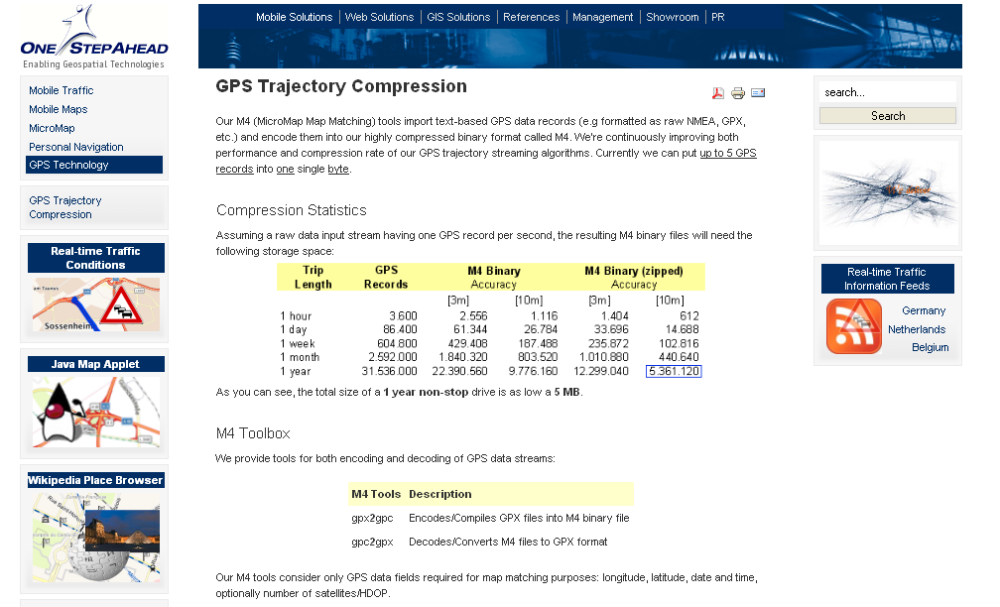 ONESTEPAHEAD
Enabling Geospatial Technologies
Mobile Solutions | Web Solutions | GIS Solutions | References | Management | Showroom | PR
Mobile Traffic
Mobile Maps
MicroMap
Personal Navigation
GPS Technology
GPS Trajectory
Compression
Real-time Traffic
Conditions
am Taunus
Sossenheim
Java Map Applet
Wikipedia Place Browser
GPS Trajectory Compression
Our M4 (MicroMap Map Matching) tools import text-based GPS data records (e.g formatted as raw NMEA, GPX,
etc.) and encode them into our highly compressed binary format called M4. We're continuously improving both
performance and compression rate of our GPS trajectory streaming algorithms. Currently we can put up to 5 GPS
records into one single byte.
Compression Statistics
Assuming a raw data input stream having one GPS record per second, the resulting M4 binary files will need the
following storage space:
Trip GPS M4 Binary M4 Binary (zipped)
Length Records Accuracy Accuracy
[3m] [10m] [3m] [10m]
1 hour 3.600 2.556 1.116 1.404 612
1 day 86.400 61.344 26.784 33.696 14.688
1 week 604.800 429.408 187.488 235.872 102.816
1 month 2.592.000 1.840.320 803.520 1.010.880 440.640
1 year 31.536.000 22.390.560 9.776.160 12.299.040 5.361.120
As you can see, the total size of a 1 year non-stop drive is as low a 5 MB.
M4 Toolbox
We provide tools for both encoding and decoding of GPS data streams:
M4 Tools Description
gpx2gpc Encodes/Compiles GPX files into M4 binary file
gpc2gpx Decodes/Converts M4 files to GPX format
Our M4 tools consider only GPS data fields required for map matching purposes: longitude, latitude, date and time,
optionally number of satellites/HDOP.
search...
Search
Real-time Traffic
Information Feeds
Germany
Netherlands
Belgium